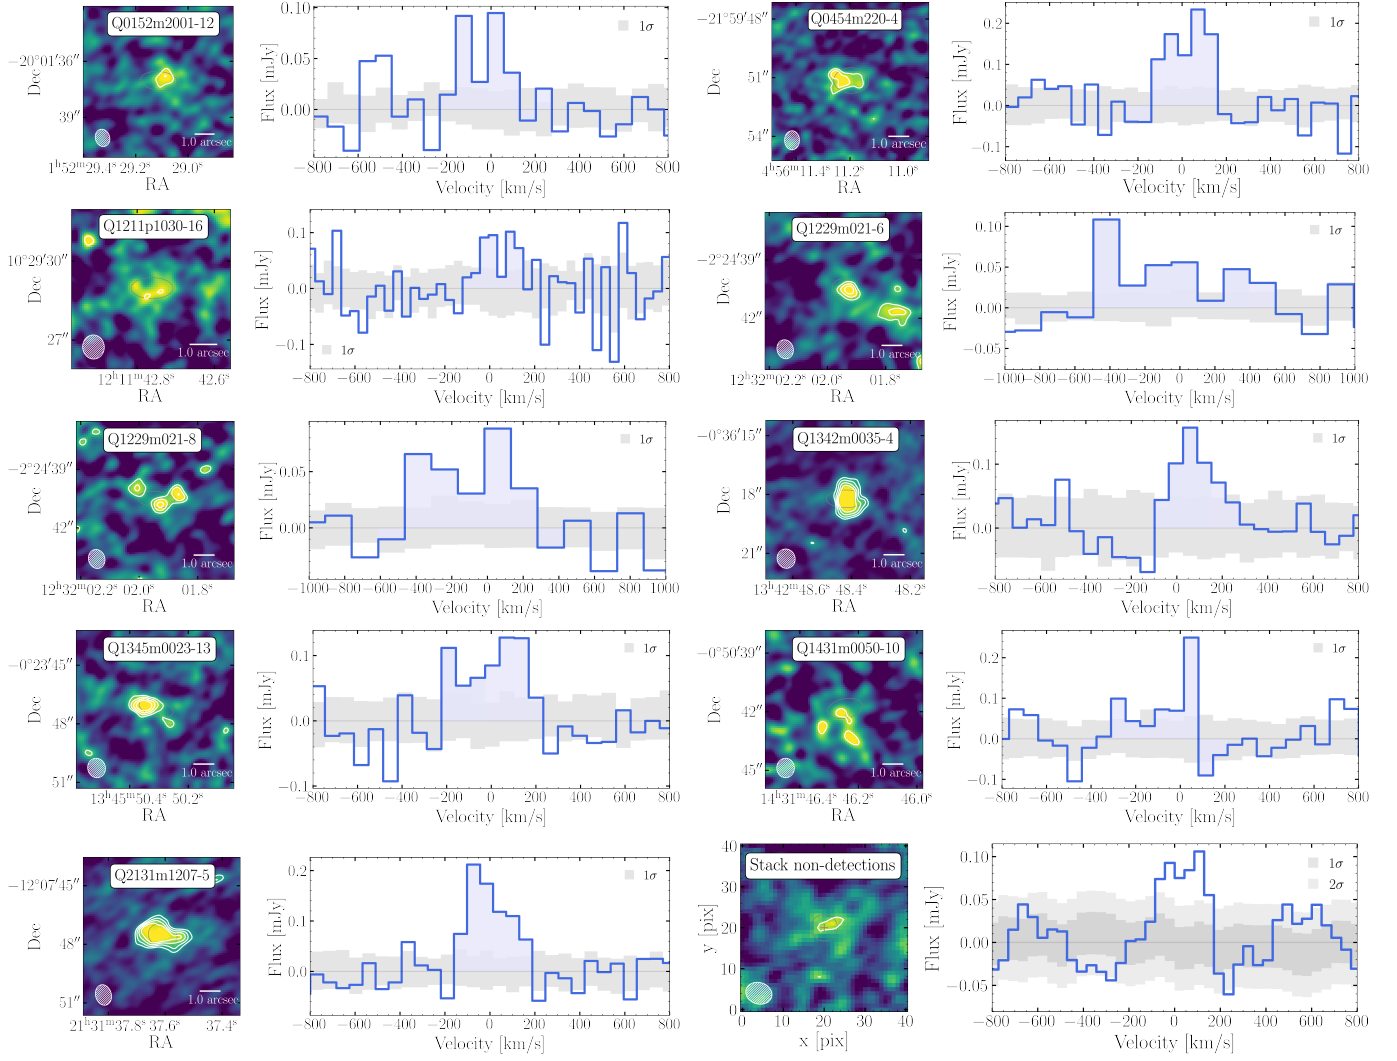 Q0152m2001-12
−20°01′36″
39″
Dec
1.0 arcsec
1ʰ52ᵐ29.4ˢ 29.2ˢ 29.0ˢ
RA
0.10
0.05
0.00
Flux [mJy]
1σ
−800 −600 −400 −200 0 200 400 600 800
Velocity [km/s]
Q0454m220-4
−21°59′48″
51″
54″
Dec
1.0 arcsec
4ʰ56ᵐ11.4ˢ 11.2ˢ 11.0ˢ
RA
0.2
0.1
0.0
−0.1
Flux [mJy]
1σ
−800 −600 −400 −200 0 200 400 600 800
Velocity [km/s]
Q1211p1030-16
10°29′30″
27″
Dec
1.0 arcsec
12ʰ11ᵐ42.8ˢ 42.6ˢ
RA
0.1
0.0
−0.1
Flux [mJy]
1σ
−800 −600 −400 −200 0 200 400 600 800
Velocity [km/s]
Q1229m021-6
−2°24′39″
42″
Dec
1.0 arcsec
12ʰ32ᵐ02.2ˢ 02.0ˢ 01.8ˢ
RA
0.10
0.05
0.00
−0.05
Flux [mJy]
1σ
−1000 −800 −600 −400 −200 0 200 400 600 800 1000
Velocity [km/s]
Q1229m021-8
−2°24′39″
42″
Dec
1.0 arcsec
12ʰ32ᵐ02.2ˢ 02.0ˢ 01.8ˢ
RA
0.05
0.00
Flux [mJy]
1σ
−1000 −800 −600 −400 −200 0 200 400 600 800 1000
Velocity [km/s]
Q1342m0035-4
−0°36′15″
18″
21″
Dec
1.0 arcsec
13ʰ42ᵐ48.6ˢ 48.4ˢ 48.2ˢ
RA
0.1
0.0
Flux [mJy]
1σ
−800 −600 −400 −200 0 200 400 600 800
Velocity [km/s]
Q1345m0023-13
−0°23′45″
48″
51″
Dec
1.0 arcsec
13ʰ45ᵐ50.4ˢ 50.2ˢ
RA
0.1
0.0
−0.1
Flux [mJy]
1σ
−800 −600 −400 −200 0 200 400 600 800
Velocity [km/s]
Q1431m0050-10
−0°50′39″
42″
45″
Dec
1.0 arcsec
14ʰ31ᵐ46.4ˢ 46.2ˢ 46.0ˢ
RA
0.2
0.1
0.0
−0.1
Flux [mJy]
1σ
−800 −600 −400 −200 0 200 400 600 800
Velocity [km/s]
Q2131m1207-5
−12°07′45″
48″
51″
Dec
1.0 arcsec
21ʰ31ᵐ37.8ˢ 37.6ˢ 37.4ˢ
RA
0.2
0.1
0.0
Flux [mJy]
1σ
−800 −600 −400 −200 0 200 400 600 800
Velocity [km/s]
Stack non-detections
40
30
20
10
0
y [pix]
0 10 20 30 40
x [pix]
0.10
0.05
0.00
−0.05
Flux [mJy]
1σ
2σ
−800 −600 −400 −200 0 200 400 600 800
Velocity [km/s]